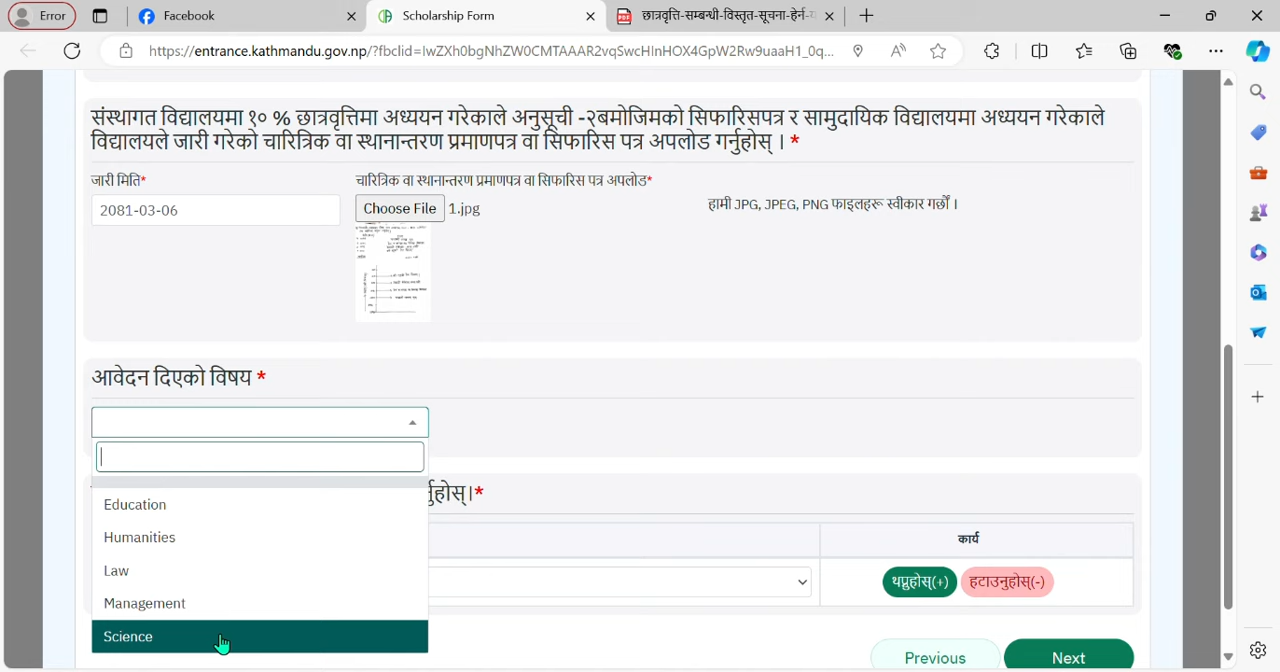 Error
Facebook
Scholarship Form
छात्रवृत्ति-सम्बन्धी-विस्तृत-सूचना-हेर्न-
https://entrance.kathmandu.gov.np/?fbclid=IwZXh0bgNhZW0CMTAAAR2vqSwcHInHOX4GpW2Rw9uaaH1_0q...
संस्थागत विद्यालयमा १० % छात्रवृत्तिमा अध्ययन गरेकाले अनुसूची -२बमोजिमको सिफारिसपत्र र सामुदायिक विद्यालयमा अध्ययन गरेकाले
विद्यालयले जारी गरेको चारित्रिक वा स्थानान्तरण प्रमाणपत्र वा सिफारिस पत्र अपलोड गर्नुहोस् । *
जारी मिति*
चारित्रिक वा स्थानान्तरण प्रमाणपत्र वा सिफारिस पत्र अपलोड*
2081-03-06
Choose File 1.jpg
हामी JPG, JPEG, PNG फाइलहरू स्वीकार गर्छौं ।
आवेदन दिएको विषय *
Education
Humanities
Law
Management
Science
र्नुहोस्।*
कार्य
थप्नुहोस्(+) हटाउनुहोस्(-)
Previous
Next